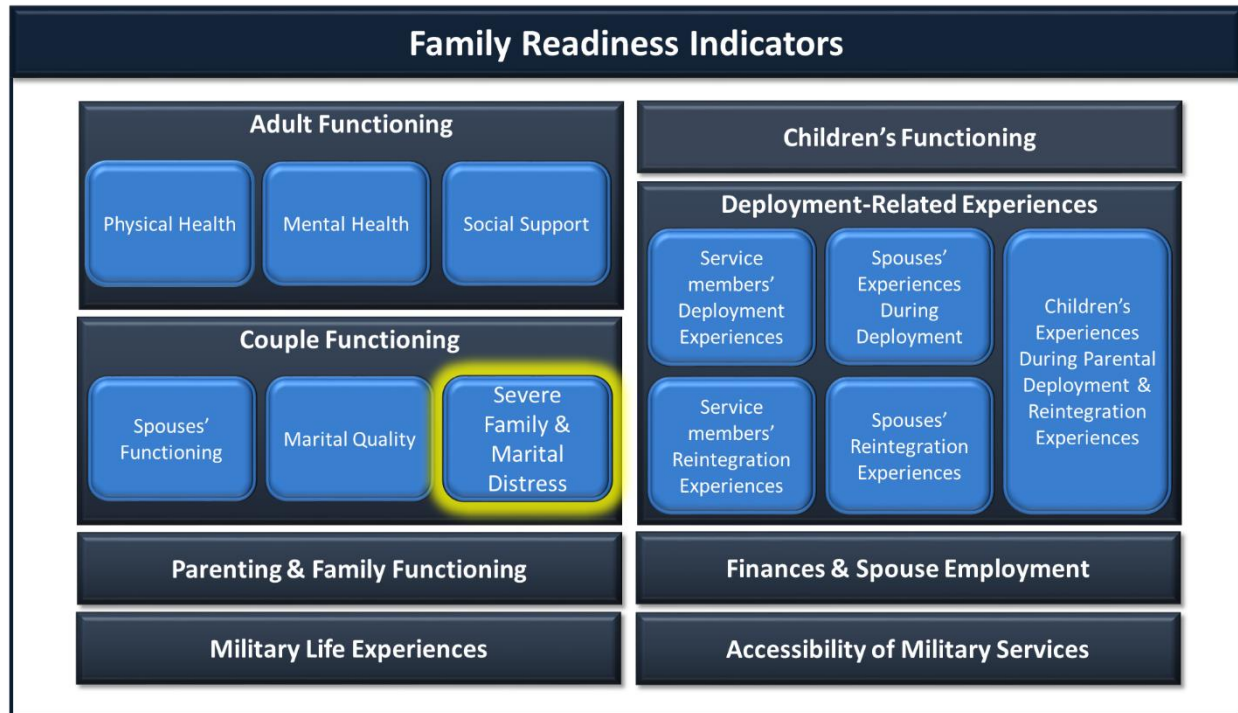 Family Readiness Indicators
Adult Functioning
Physical Health
Mental Health
Social Support
Couple Functioning
Spouses’
Functioning
Marital Quality
Severe
Family &
Marital
Distress
Parenting & Family Functioning
Military Life Experiences
Children’s Functioning
Deployment-Related Experiences
Service
members’
Deployment
Experiences
Spouses’
Experiences
During
Deployment
Service
members’
Reintegration
Experiences
Spouses’
Reintegration
Experiences
Children’s
Experiences
During Parental
Deployment &
Reintegration
Experiences
Finances & Spouse Employment
Accessibility of Military Services